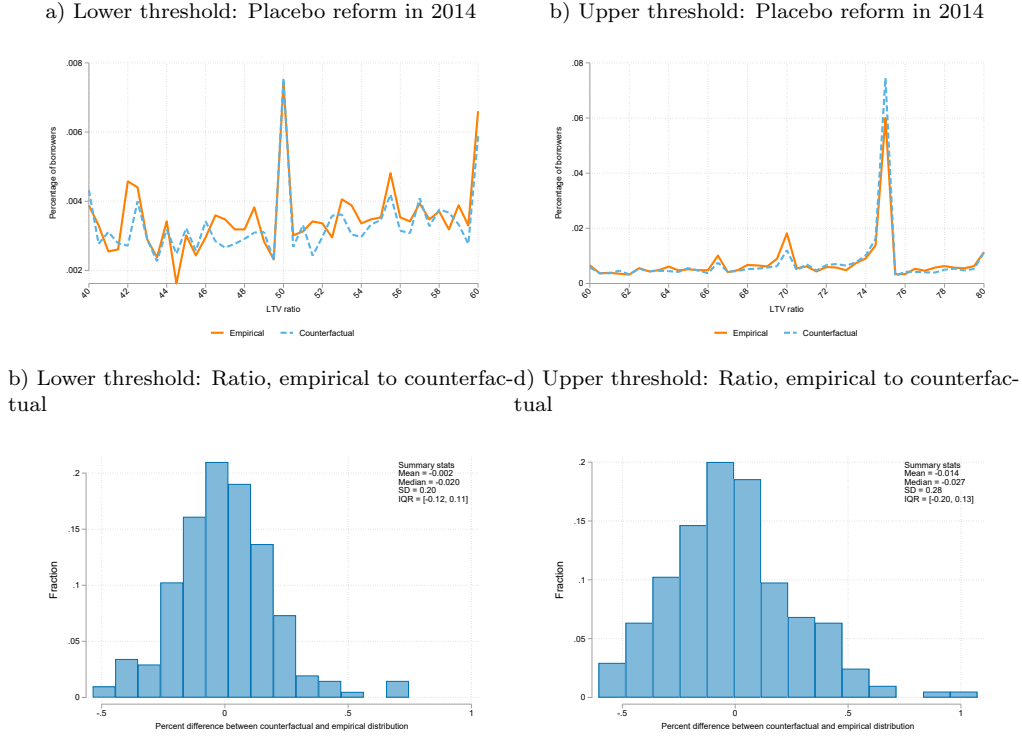 a) Lower threshold: Placebo reform in 2014
b) Upper threshold: Placebo reform in 2014
.008
.006
.004
.002
Percentage of borrowers
40
42
44
46
48
50
52
54
56
58
60
LTV ratio
Empirical
Counterfactual
.08
.06
.04
.02
0
Percentage of borrowers
60
62
64
66
68
70
72
74
76
78
80
LTV ratio
Empirical
Counterfactual
b) Lower threshold: Ratio, empirical to counterfac-
tual
d) Upper threshold: Ratio, empirical to counterfac-
tual
Summary stats
Mean = -0.002
Median = -0.020
SD = 0.20
IQR = [-0.12, 0.11]
.2
.15
.1
.05
0
Fraction
-.5
0
.5
1
Percent difference between counterfactual and empirical distribution
Summary stats
Mean = -0.014
Median = -0.027
SD = 0.28
IQR = [-0.20, 0.13]
.2
.15
.1
.05
0
Fraction
-.5
0
.5
1
Percent difference between counterfactual and empirical distribution